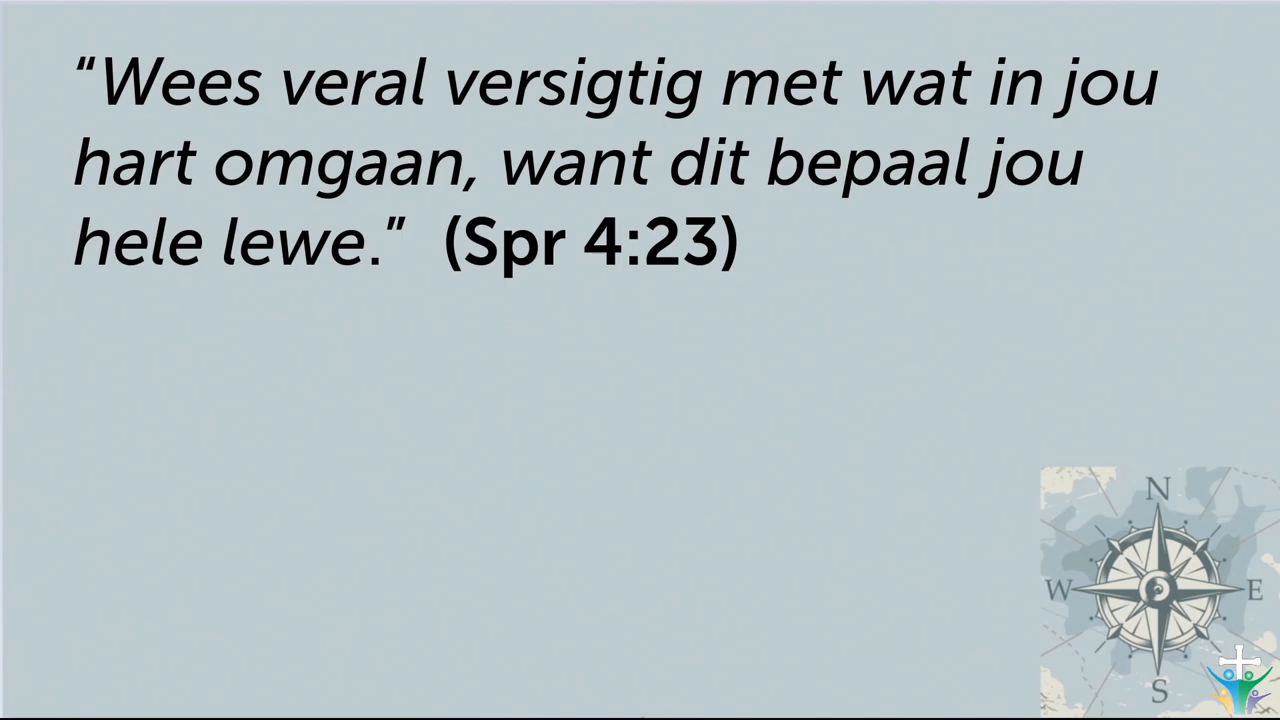 “Wees veral versigtig met wat in jou
hart omgaan, want dit bepaal jou
hele lewe.” (Spr 4:23)
N
W E
S